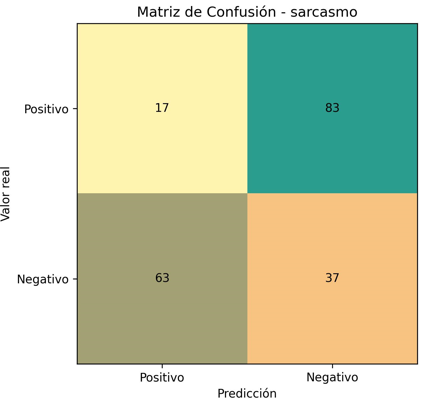 Matriz de Confusión - sarcasmo
Valor real
Positivo
17
83
Negativo
63
37
Positivo
Negativo
Predicción